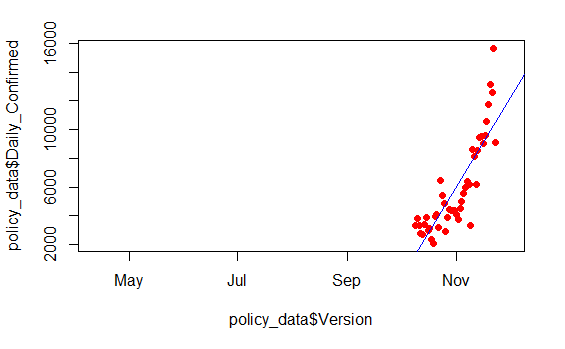 policy_data$Daily_Confirmed
16000
10000
6000
2000
May Jul Sep Nov
policy_data$Version